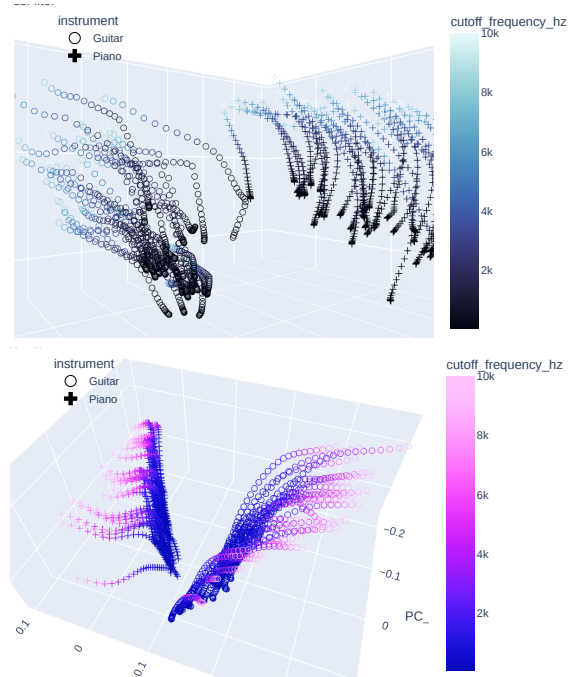 instrument
Guitar
Piano
cutoff_frequency_hz
10k
8k
6k
4k
2k
instrument
Guitar
Piano
cutoff_frequency_hz
10k
8k
6k
4k
2k
−0.2
−0.1
0
PC_
0.1
0
0.1